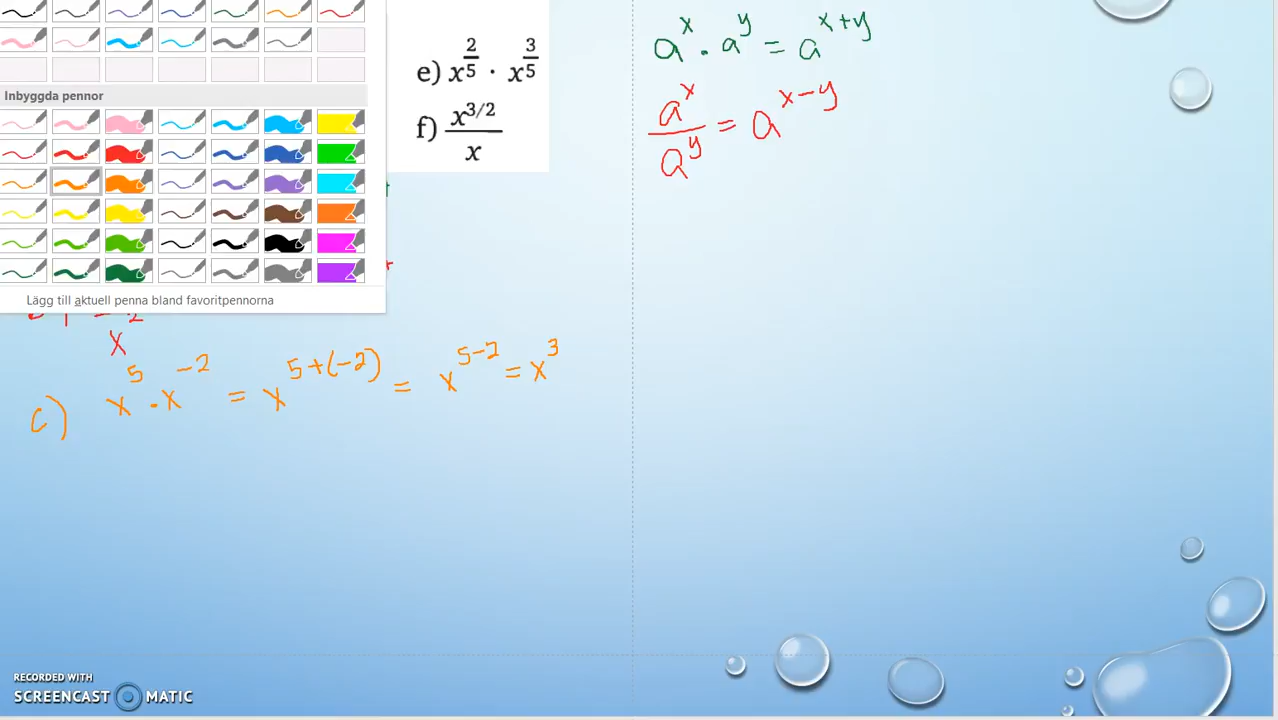 e) x^{2/5} · x^{3/5}
f) x^{3/2} / x
a^x · a^y = a^{x+y}
a^x / a^y = a^{x-y}
Inbyggda pennor
Lägg till aktuell penna bland favoritpennorna
x
c) x^5 · x^{-2} = x^{5+(-2)} = x^{5-2} = x^3
RECORDED WITH
SCREENCAST MATIC